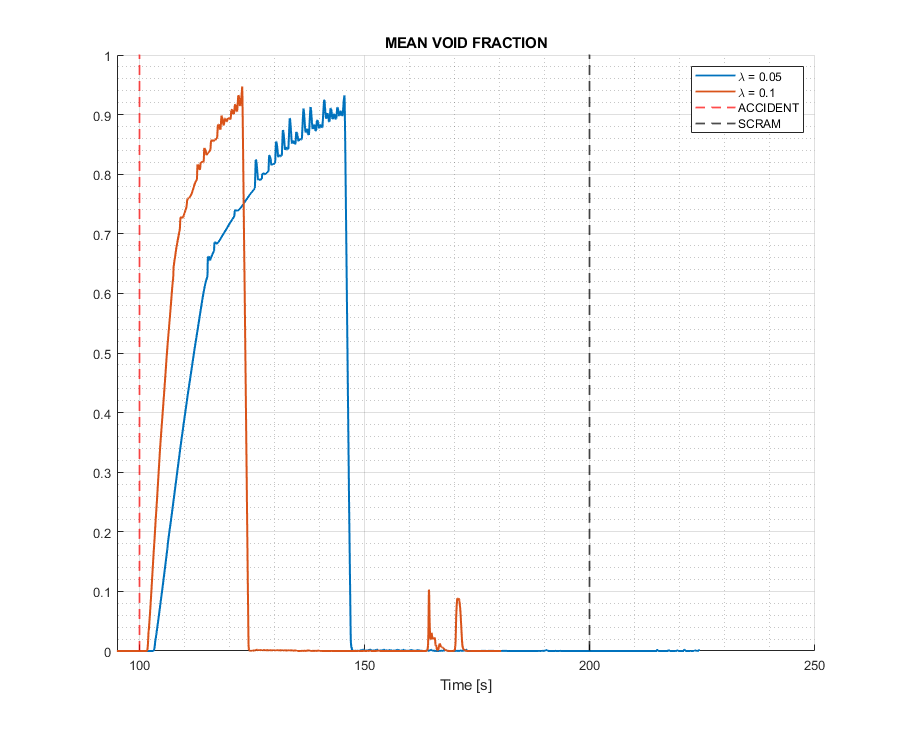 MEAN VOID FRACTION
1
0.9
0.8
0.7
0.6
0.5
0.4
0.3
0.2
0.1
0
λ = 0.05
λ = 0.1
ACCIDENT
SCRAM
100 150 200 250
Time [s]